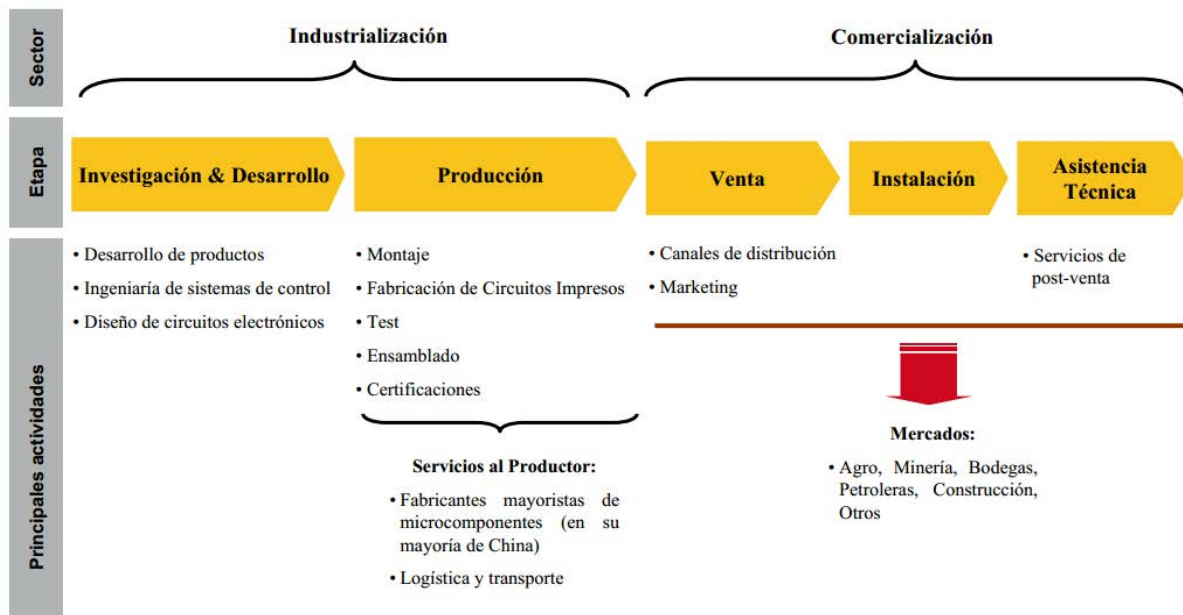 Sector
Industrialización
Comercialización
Etapa
Investigación & Desarrollo
Producción
Venta
Instalación
Asistencia
Técnica
Principales actividades
• Desarrollo de productos
• Ingeniaría de sistemas de control
• Diseño de circuitos electrónicos
• Montaje
• Fabricación de Circuitos Impresos
• Test
• Ensamblado
• Certificaciones
Servicios al Productor:
• Fabricantes mayoristas de
microcomponentes (en su
mayoría de China)
• Logística y transporte
• Canales de distribución
• Marketing
• Servicios de
post-venta
Mercados:
• Agro, Minería, Bodegas,
Petroleras, Construcción,
Otros